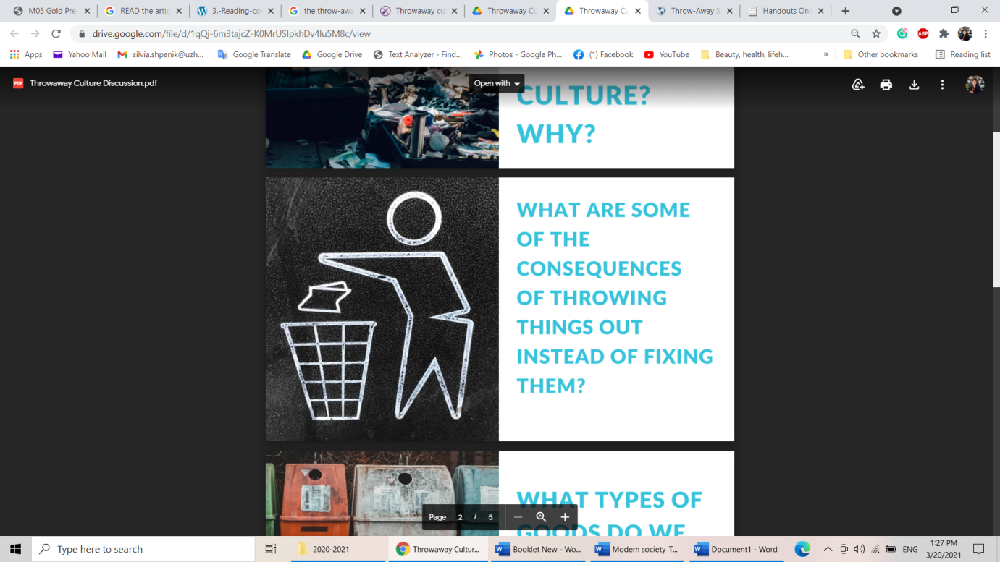 M05 Gold Pre-
READ the artic
3.-Reading-co
the throw-awa
Throwaway cul
Throwaway Cu
Throwaway Cu
Throw-Away S
Handouts Onli
drive.google.com/file/d/1qQj-6m3tajcZ-K0MrUSlpkhDv4lu5M8c/view
Apps
Yahoo Mail
silvia.shpenik@uzh...
Google Translate
Google Drive
Text Analyzer - Find...
Photos - Google Ph...
(1) Facebook
YouTube
Beauty, health, lifeh...
»
Other bookmarks
Reading list
PDF
Throwaway Culture Discussion.pdf
Open with
CULTURE?
WHY?
WHAT ARE SOME
OF THE
CONSEQUENCES
OF THROWING
THINGS OUT
INSTEAD OF FIXING
THEM?
WHAT TYPES OF
GOODS DO WE
Page 2 / 5
Type here to search
2020-2021
Throwaway Cultur...
Booklet New - Wo...
Modern society_T...
Document1 - Word
ENG
1:27 PM
3/20/2021